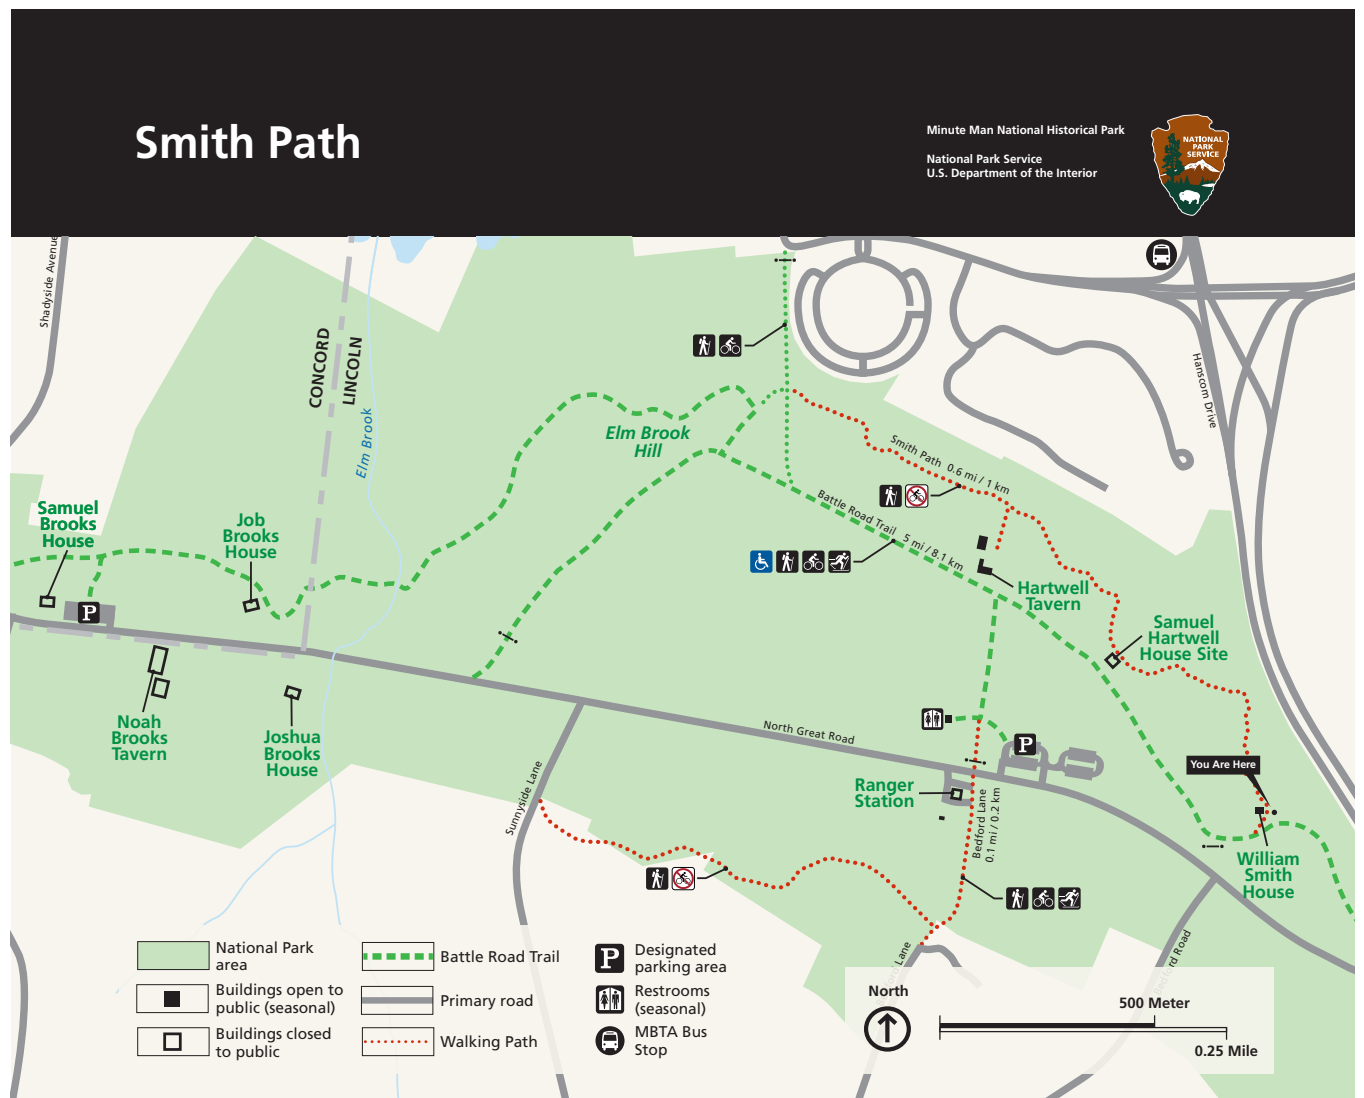 Smith Path
Minute Man National Historical Park
National Park Service
U.S. Department of the Interior
NATIONAL
PARK
SERVICE
Shadyside Avenue
CONCORD
LINCOLN
Elm Brook
Hanscom Drive
Elm Brook
Hill
Smith Path 0.6 mi / 1 km
Battle Road Trail 5 mi / 8.1 km
Samuel
Brooks
House
Job
Brooks
House
P
Hartwell
Tavern
Samuel
Hartwell
House Site
Noah
Brooks
Tavern
Joshua
Brooks
House
North Great Road
P
You Are Here
Sunnyside Lane
Ranger
Station
Bedford Lane
0.1 mi / 0.2 km
William
Smith
House
Lane
Bedford Road
National Park
area
Battle Road Trail
P
Designated
parking area
Buildings open to
public (seasonal)
Primary road
Restrooms
(seasonal)
Buildings closed
to public
Walking Path
MBTA Bus
Stop
North
500 Meter
0.25 Mile